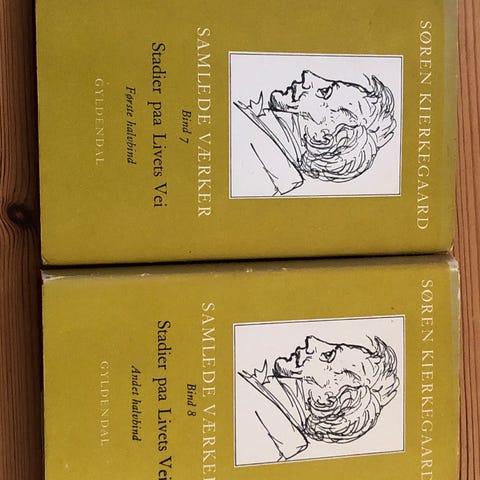 SØREN KIERKEGAARD
SAMLEDE VÆRKER
Bind 7
Stadier paa Livets Vei
Første halvbind
GYLDENDAL
SØREN KIERKEGAARD
SAMLEDE VÆRKER
Bind 8
Stadier paa Livets Vei
Andet halvbind
GYLDENDAL